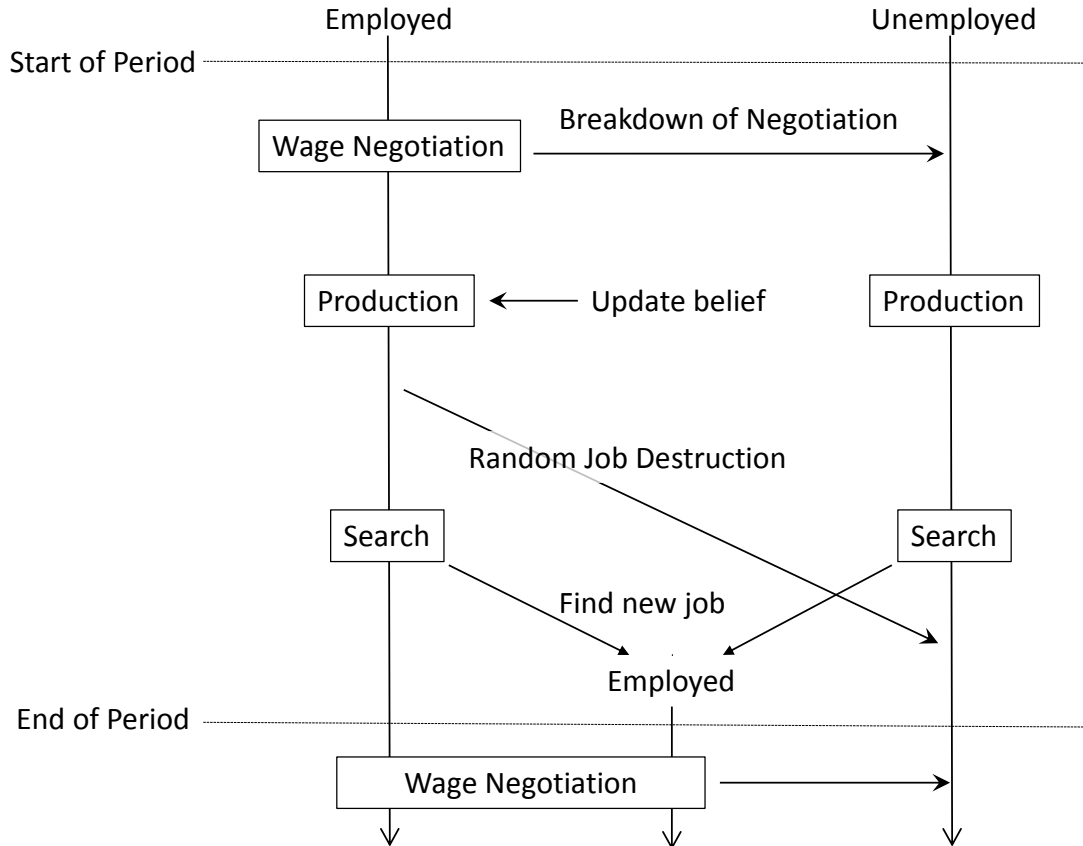 Employed
Unemployed
Start of Period
Breakdown of Negotiation
Wage Negotiation
Production
Update belief
Production
Random Job Destruction
Search
Search
Find new job
Employed
End of Period
Wage Negotiation